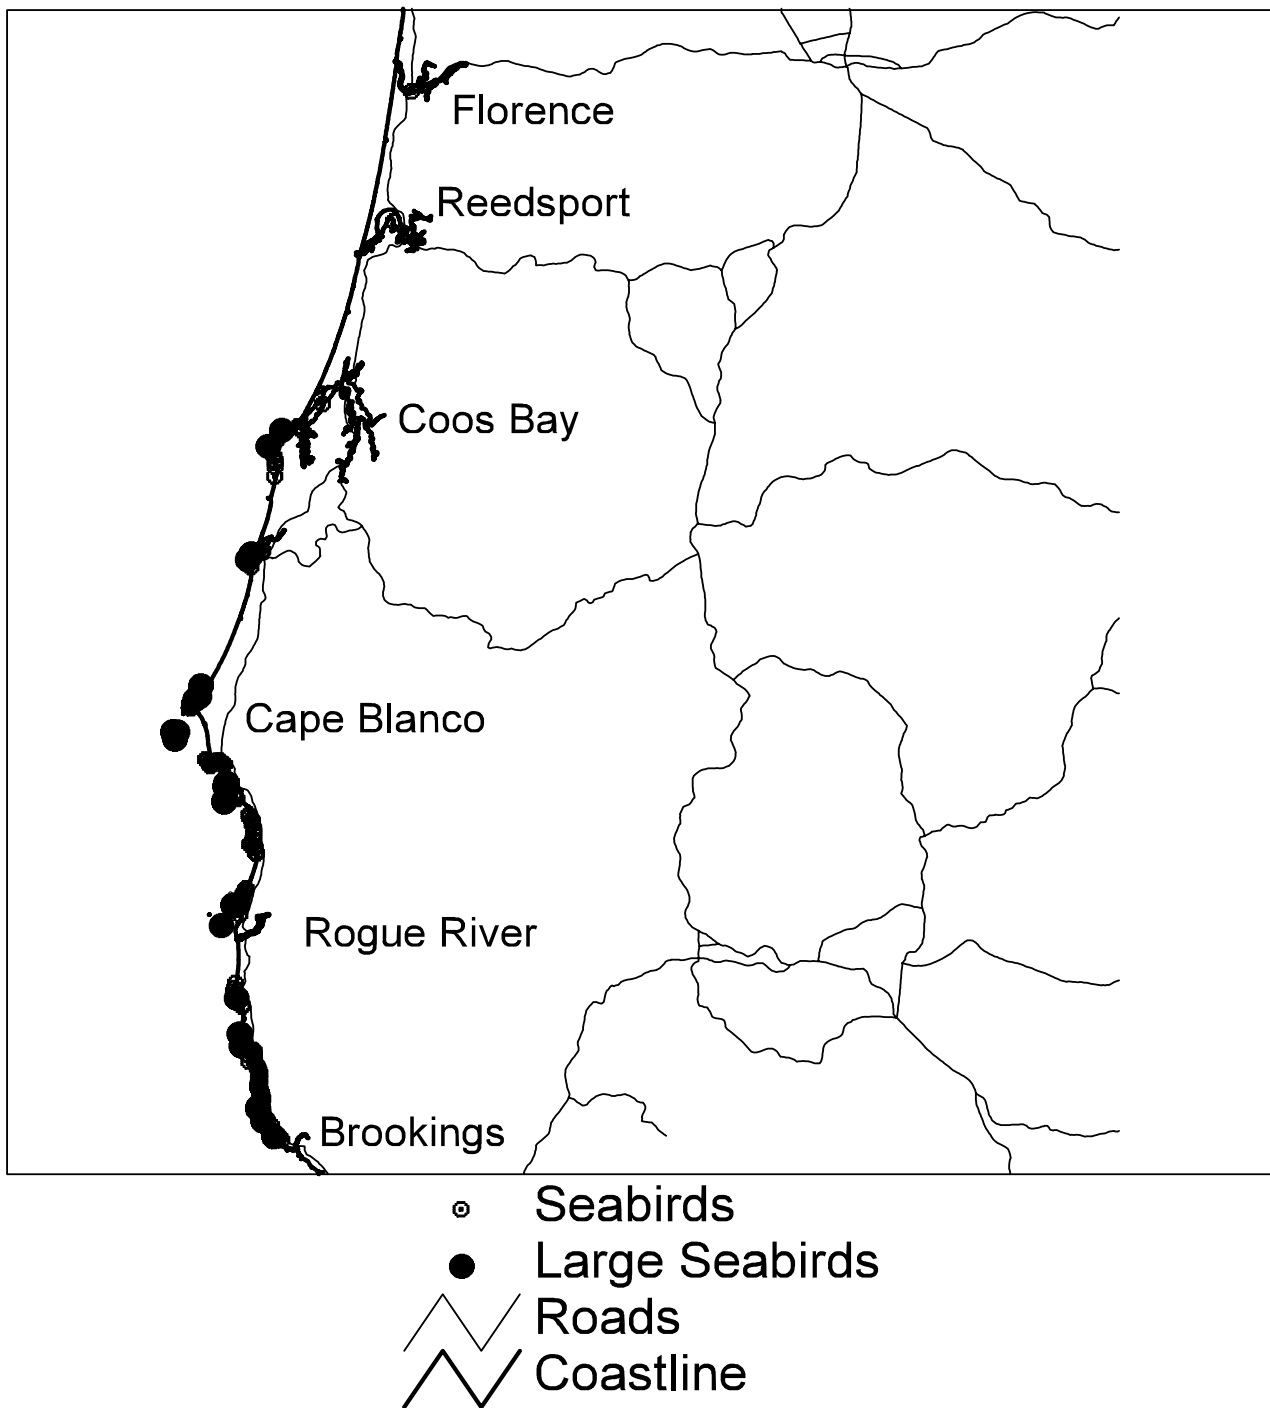 Florence
Reedsport
Coos Bay
Cape Blanco
Rogue River
Brookings
Seabirds
Large Seabirds
Roads
Coastline